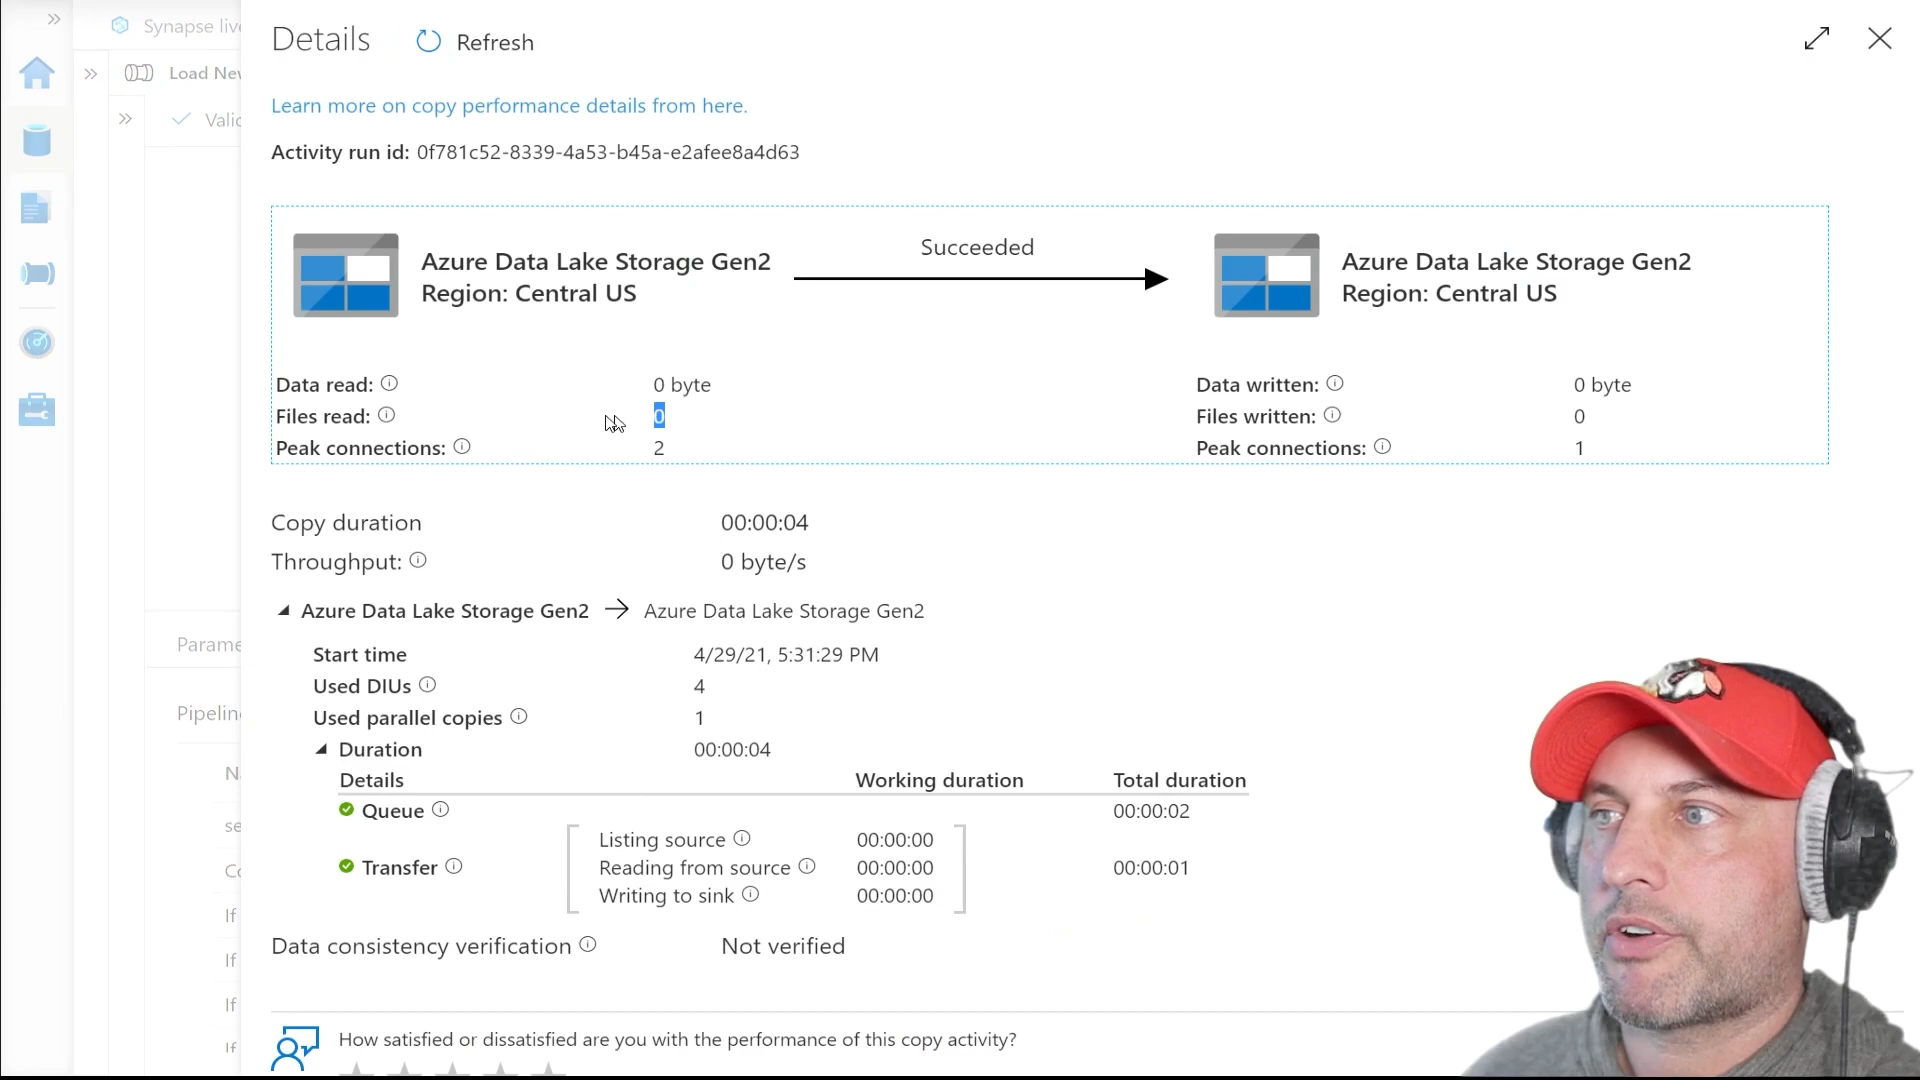 Synapse live
Details
Refresh
Load Nev
Learn more on copy performance details from here.
Valic
Activity run id: 0f781c52-8339-4a53-b45a-e2afee8a4d63
Succeeded
Azure Data Lake Storage Gen2
Region: Central US
Azure Data Lake Storage Gen2
Region: Central US
Data read: 0 byte
Files read: 0
Peak connections: 2
Data written: 0 byte
Files written: 0
Peak connections: 1
Copy duration 00:00:04
Throughput: 0 byte/s
Azure Data Lake Storage Gen2 → Azure Data Lake Storage Gen2
Start time 4/29/21, 5:31:29 PM
Used DIUs 4
Used parallel copies 1
Duration 00:00:04
Details Working duration Total duration
Queue 00:00:02
Listing source 00:00:00
Transfer Reading from source 00:00:00 00:00:01
Writing to sink 00:00:00
Data consistency verification Not verified
How satisfied or dissatisfied are you with the performance of this copy activity?
Parame
Pipelin
N
se
If
If
If